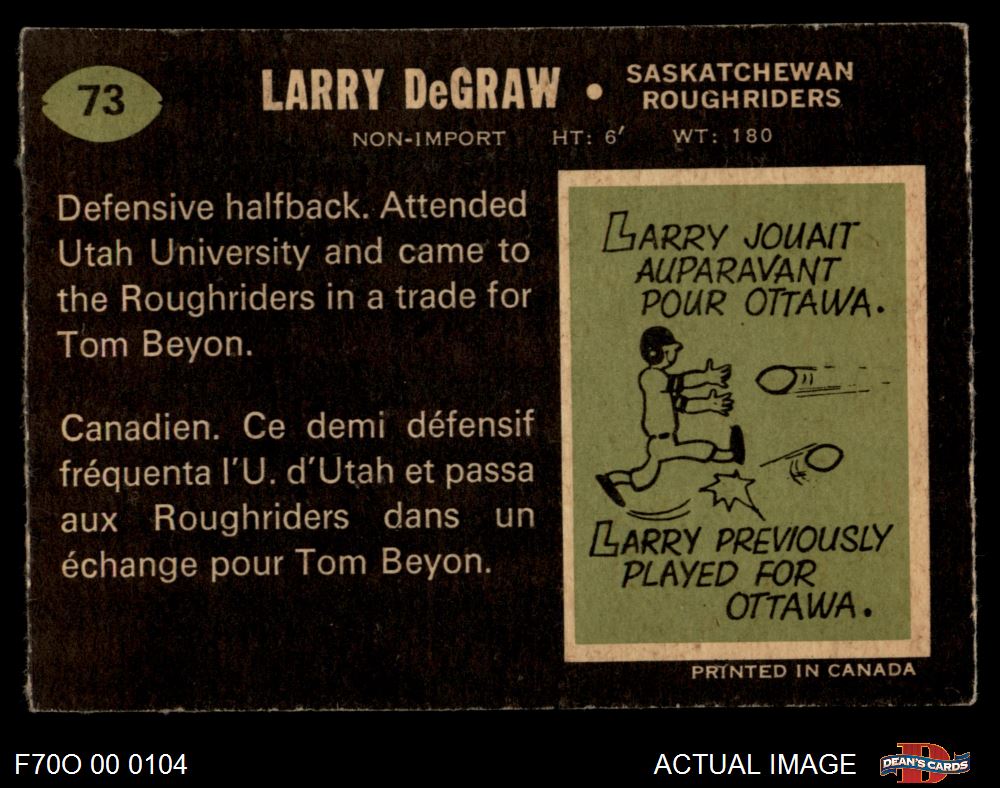 73
LARRY DeGRAW • SASKATCHEWAN
ROUGHRIDERS
NON-IMPORT HT: 6′ WT: 180
Defensive halfback. Attended
Utah University and came to
the Roughriders in a trade for
Tom Beyon.
Canadien. Ce demi défensif
fréquenta l'U. d'Utah et passa
aux Roughriders dans un
échange pour Tom Beyon.
LARRY JOUAIT
AUPARAVANT
POUR OTTAWA.
LARRY PREVIOUSLY
PLAYED FOR
OTTAWA.
PRINTED IN CANADA
F70O 00 0104
ACTUAL IMAGE
D
DEAN'S CARDS